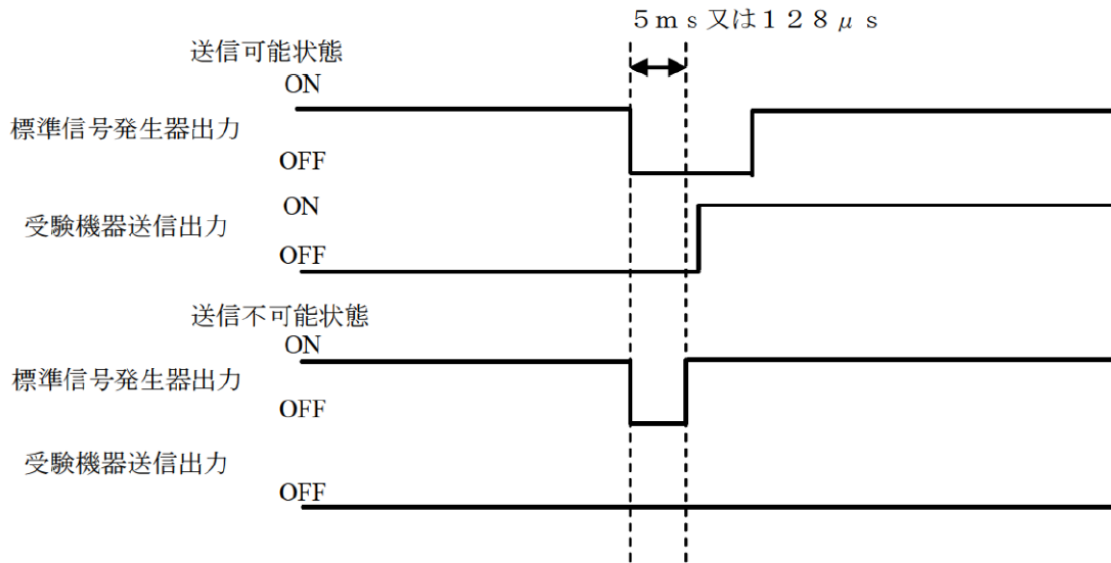 5ms又は128μs
送信可能状態
ON
標準信号発生器出力
OFF
ON
受験機器送信出力
OFF
送信不可能状態
ON
標準信号発生器出力
OFF
受験機器送信出力
OFF